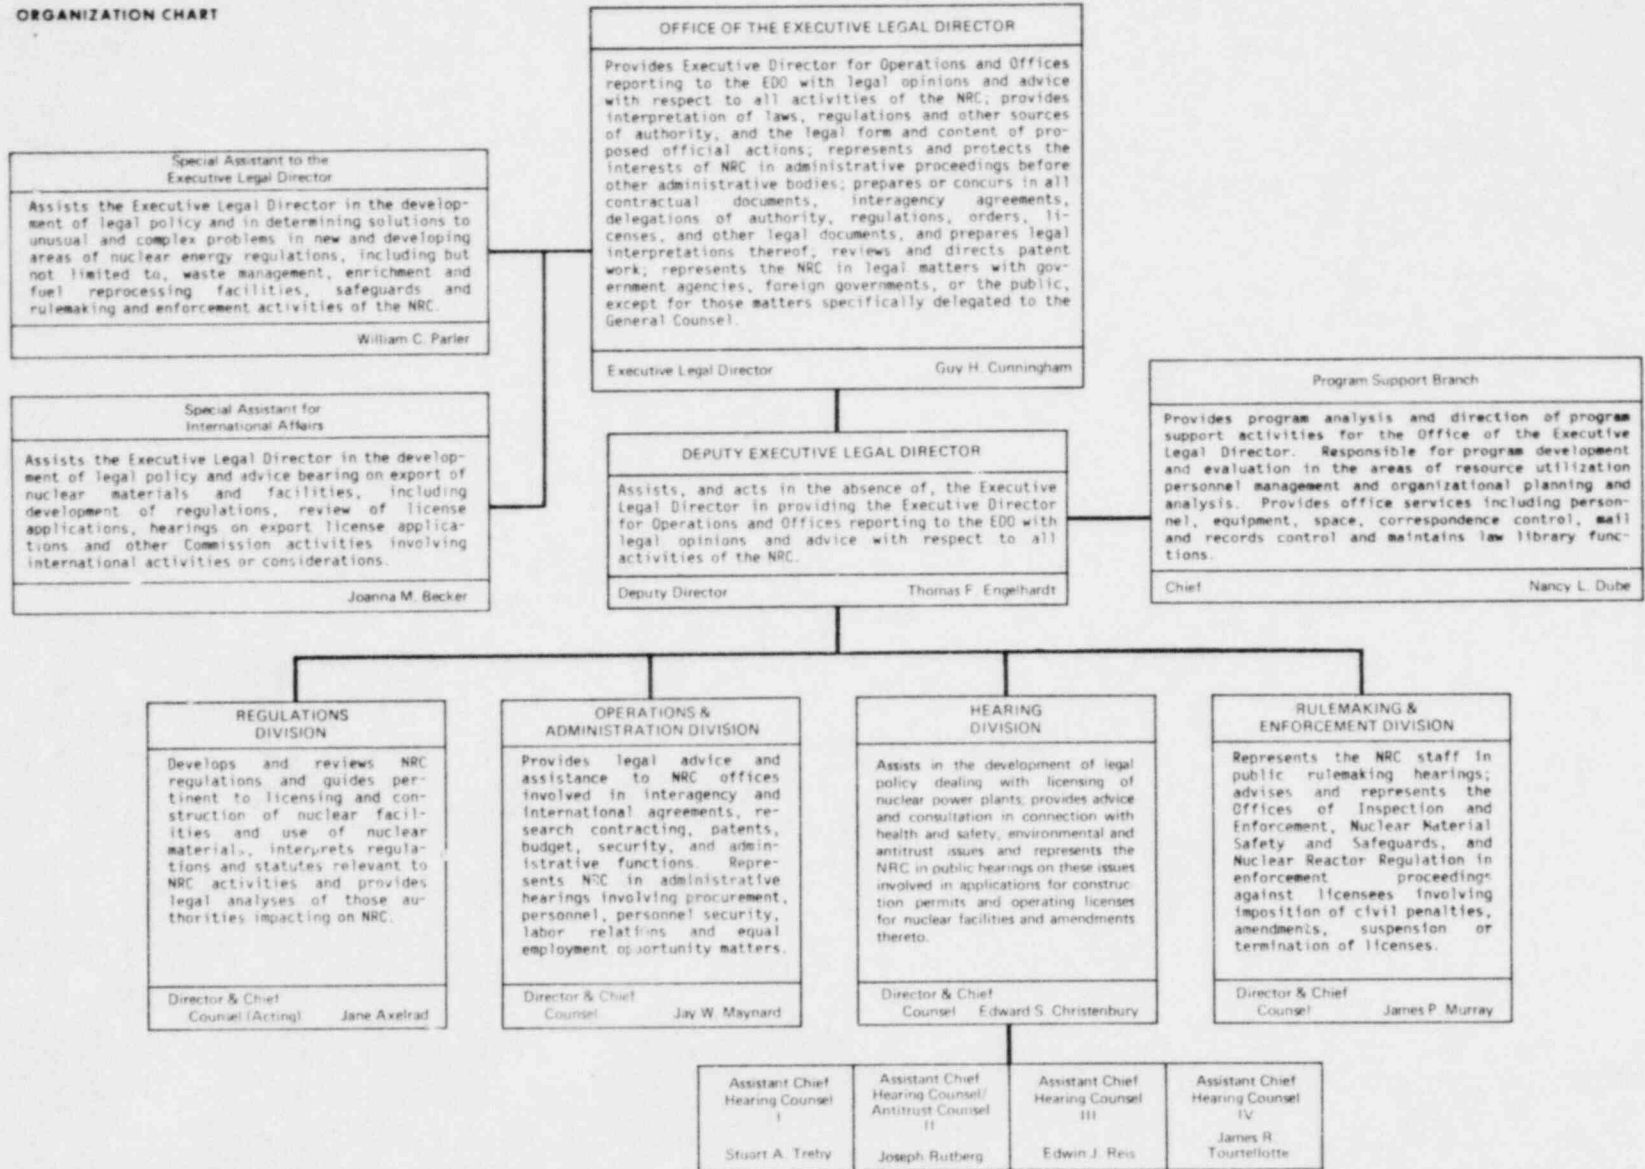 ORGANIZATION CHART
OFFICE OF THE EXECUTIVE LEGAL DIRECTOR
Provides Executive Director for Operations and Offices
reporting to the EDO with legal opinions and advice
with respect to all activities of the NRC; provides
interpretation of laws, regulations and other sources
of authority, and the legal form and content of pro-
posed official actions; represents and protects the
interests of NRC in administrative proceedings before
other administrative bodies; prepares or concurs in all
contractual documents, interagency agreements,
delegations of authority, regulations, orders, li-
censes, and other legal documents, and prepares legal
interpretations thereof; reviews and directs patent
work; represents the NRC in legal matters with gov-
ernment agencies, foreign governments, or the public,
except for those matters specifically delegated to the
General Counsel.
Executive Legal Director Guy H. Cunningham
Special Assistant to the
Executive Legal Director
Assists the Executive Legal Director in the develop-
ment of legal policy and in determining solutions to
unusual and complex problems in new and developing
areas of nuclear energy regulations, including but
not limited to, waste management, enrichment and
fuel reprocessing facilities, safeguards and
rulemaking and enforcement activities of the NRC.
William C. Parler
Special Assistant for
International Affairs
Assists the Executive Legal Director in the develop-
ment of legal policy and advice bearing on export of
nuclear materials and facilities, including
development of regulations, review of license
applications, hearings on export license applica-
tions and other Commission activities involving
international activities or considerations.
Joanna M. Becker
DEPUTY EXECUTIVE LEGAL DIRECTOR
Assists, and acts in the absence of, the Executive
Legal Director in providing the Executive Director
for Operations and Offices reporting to the EDO with
legal opinions and advice with respect to all
activities of the NRC.
Deputy Director Thomas F. Engelhardt
Program Support Branch
Provides program analysis and direction of program
support activities for the Office of the Executive
Legal Director. Responsible for program development
and evaluation in the areas of resource utilization
personnel management and organizational planning and
analysis. Provides office services including person-
nel, equipment, space, correspondence control, mail
and records control and maintains law library func-
tions.
Chief Nancy L. Dube
REGULATIONS
DIVISION
Develops and reviews NRC
regulations and guides per-
tinent to licensing and con-
struction of nuclear facil-
ities and use of nuclear
materials, interprets regula-
tions and statutes relevant to
NRC activities and provides
legal analyses of those au-
thorities impacting on NRC.
Director & Chief
Counsel (Acting) Jane Axelrad
OPERATIONS &
ADMINISTRATION DIVISION
Provides legal advice and
assistance to NRC offices
involved in interagency and
international agreements, re-
search contracting, patents,
budget, security, and admin-
istrative functions. Repre-
sents NRC in administrative
hearings involving procurement,
personnel, personnel security,
labor relations and equal
employment opportunity matters.
Director & Chief
Counsel Jay W. Maynard
HEARING
DIVISION
Assists in the development of legal
policy dealing with licensing of
nuclear power plants; provides advice
and consultation in connection with
health and safety, environmental and
antitrust issues and represents the
NRC in public hearings on these issues
involved in applications for construc-
tion permits and operating licenses
for nuclear facilities and amendments
thereto.
Director & Chief
Counsel Edward S. Christenbury
RULEMAKING &
ENFORCEMENT DIVISION
Represents the NRC staff in
public rulemaking hearings;
advises and represents the
Offices of Inspection and
Enforcement, Nuclear Material
Safety and Safeguards, and
Nuclear Reactor Regulation in
enforcement proceedings
against licensees involving
imposition of civil penalties,
amendments, suspension or
termination of licenses.
Director & Chief
Counsel James P. Murray
Assistant Chief
Hearing Counsel
I
Stuart A. Treby
Assistant Chief
Hearing Counsel/
Antitrust Counsel
II
Joseph Rutberg
Assistant Chief
Hearing Counsel
III
Edwin J. Reis
Assistant Chief
Hearing Counsel
IV
James R.
Tourtellotte